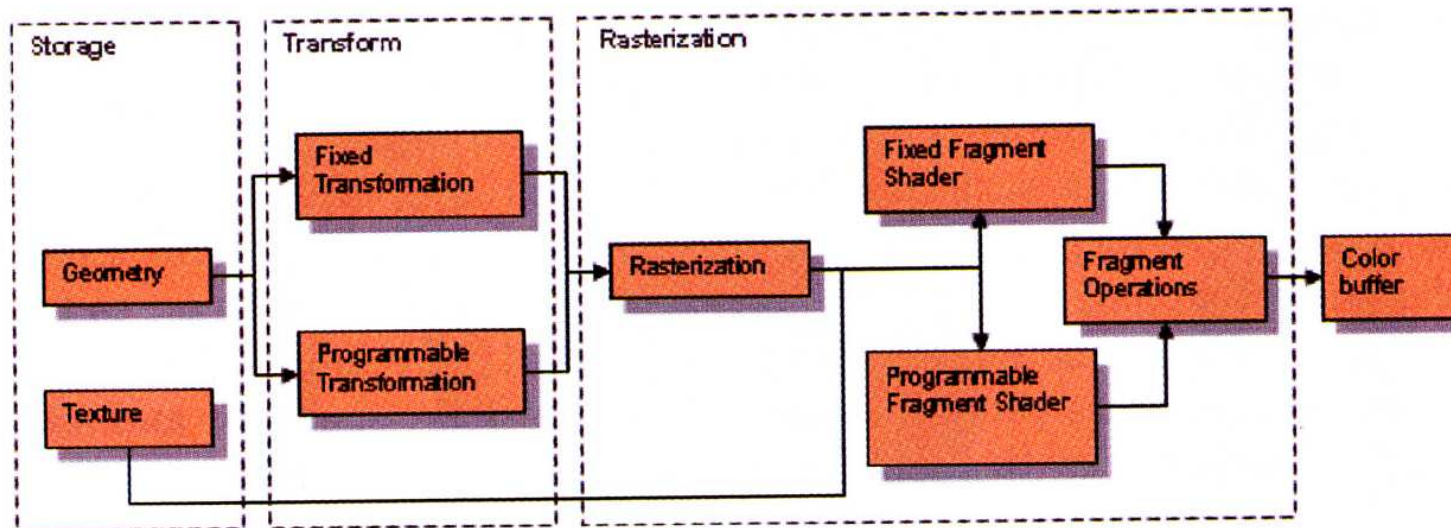 Storage
Transform
Rasterization
Fixed
Transformation
Fixed Fragment
Shader
Geometry
Rasterization
Fragment
Operations
Color
buffer
Programmable
Transformation
Programmable
Fragment Shader
Texture